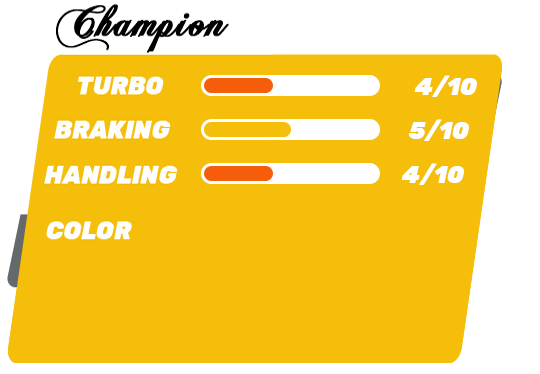 Champion
TURBO 4/10
BRAKING 5/10
HANDLING 4/10
COLOR